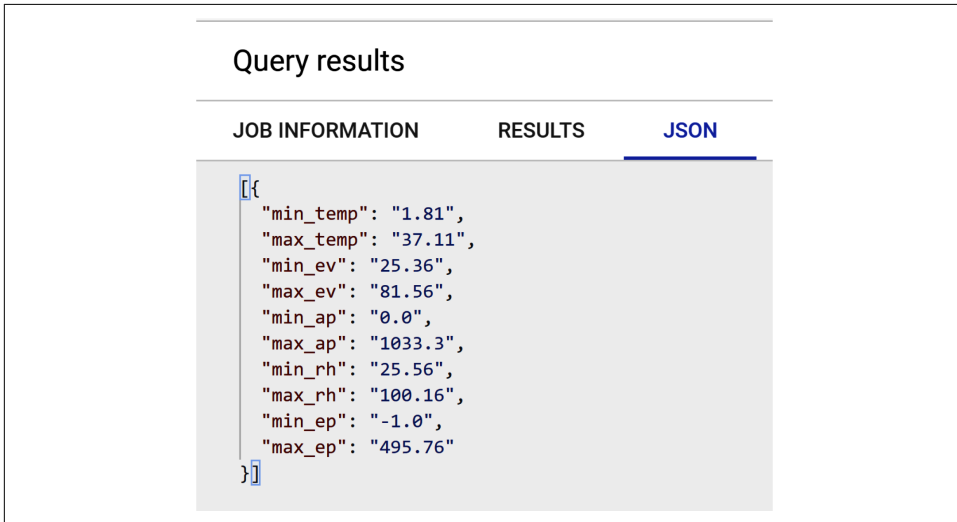 Query results
JOB INFORMATION RESULTS JSON
[{
"min_temp": "1.81",
"max_temp": "37.11",
"min_ev": "25.36",
"max_ev": "81.56",
"min_ap": "0.0",
"max_ap": "1033.3",
"min_rh": "25.56",
"max_rh": "100.16",
"min_ep": "-1.0",
"max_ep": "495.76"
}]